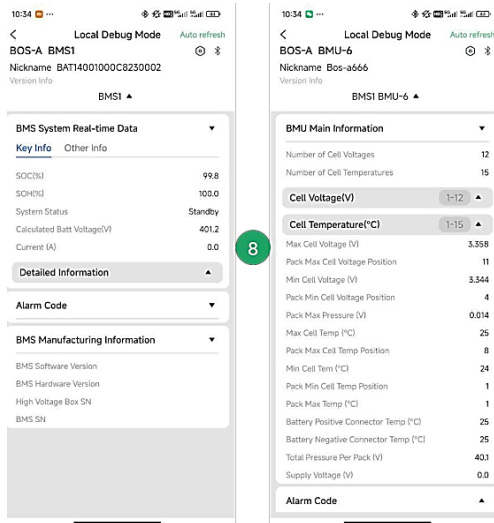 10:34
Local Debug Mode
Auto refresh
BOS-A BMS1
Nickname BAT14001000C8230002
Version Info
BMS1 ▲
BMS System Real-time Data ▼
Key Info Other Info
SOC(%) 99.8
SOH(%) 100.0
System Status Standby
Calculated Batt Voltage(V) 401.2
Current (A) 0.0
Detailed Information ▲
Alarm Code ▼
BMS Manufacturing Information ▼
BMS Software Version
BMS Hardware Version
High Voltage Box SN
BMS SN
8
10:34
Local Debug Mode
Auto refresh
BOS-A BMU-6
Nickname Bos-a666
Version Info
BMS1 BMU-6 ▲
BMU Main Information ▼
Number of Cell Voltages 12
Number of Cell Temperatures 15
Cell Voltage(V) 1-12 ▲
Cell Temperature(°C) 1-15 ▲
Max Cell Voltage (V) 3.358
Pack Max Cell Voltage Position 11
Min Cell Voltage (V) 3.344
Pack Min Cell Voltage Position 4
Pack Max Pressure (V) 0.014
Max Cell Temp (°C) 25
Pack Max Cell Temp Position 8
Min Cell Tem (°C) 24
Pack Min Cell Temp Position 1
Pack Max Temp (°C) 1
Battery Positive Connector Temp (°C) 25
Battery Negative Connector Temp (°C) 25
Total Pressure Per Pack (V) 40.1
Supply Voltage (V) 0.0
Alarm Code ▲